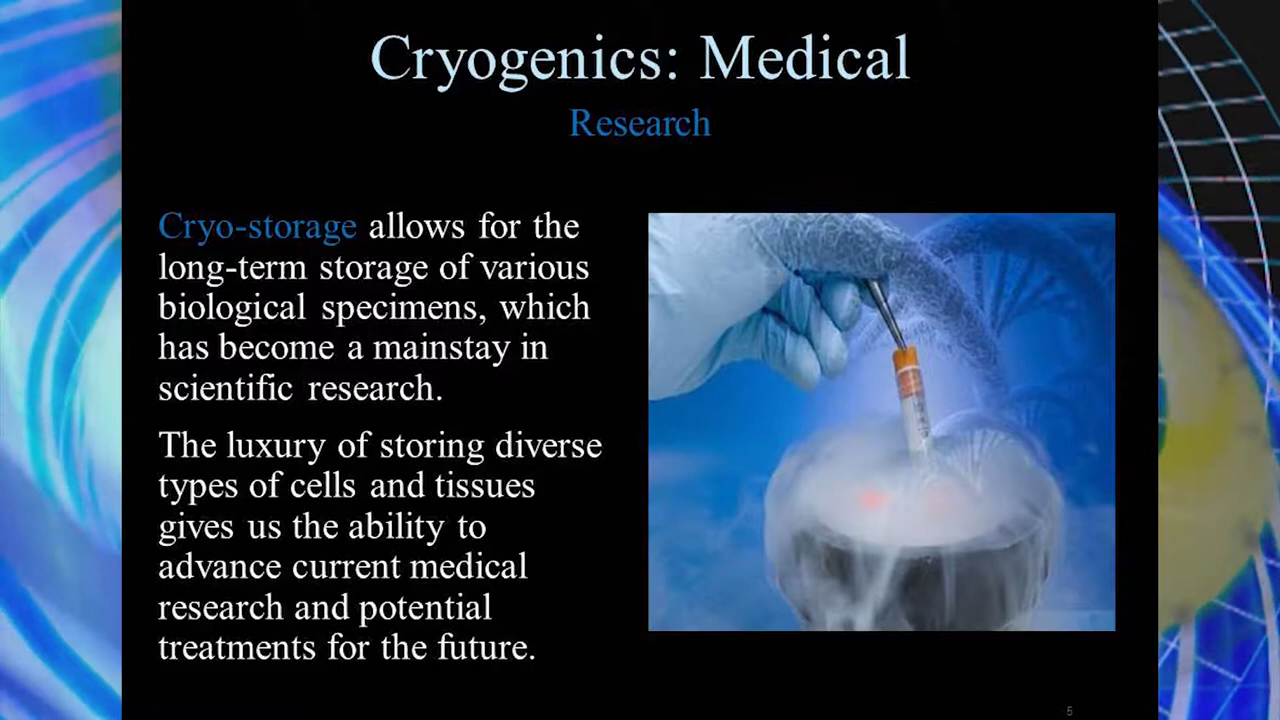 Cryogenics: Medical
Research
Cryo-storage allows for the
long-term storage of various
biological specimens, which
has become a mainstay in
scientific research.
The luxury of storing diverse
types of cells and tissues
gives us the ability to
advance current medical
research and potential
treatments for the future.
5